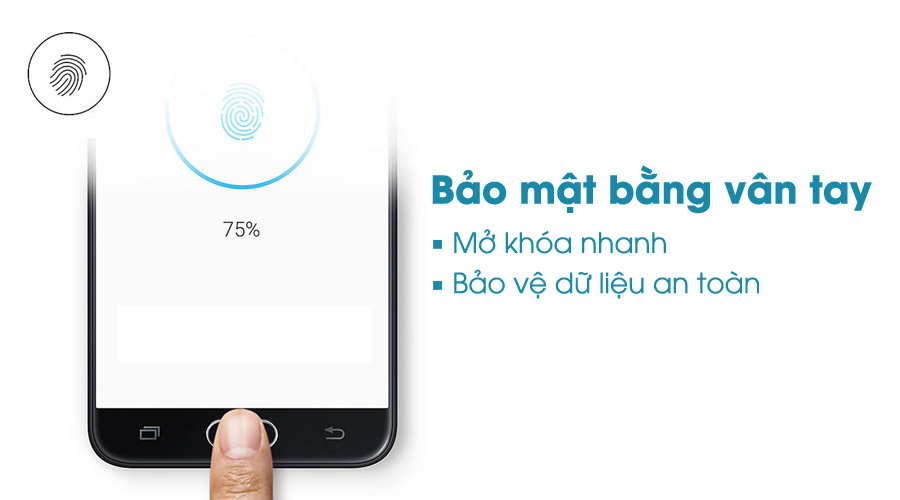 75%
Bảo mật bằng vân tay
▪ Mở khóa nhanh
▪ Bảo vệ dữ liệu an toàn